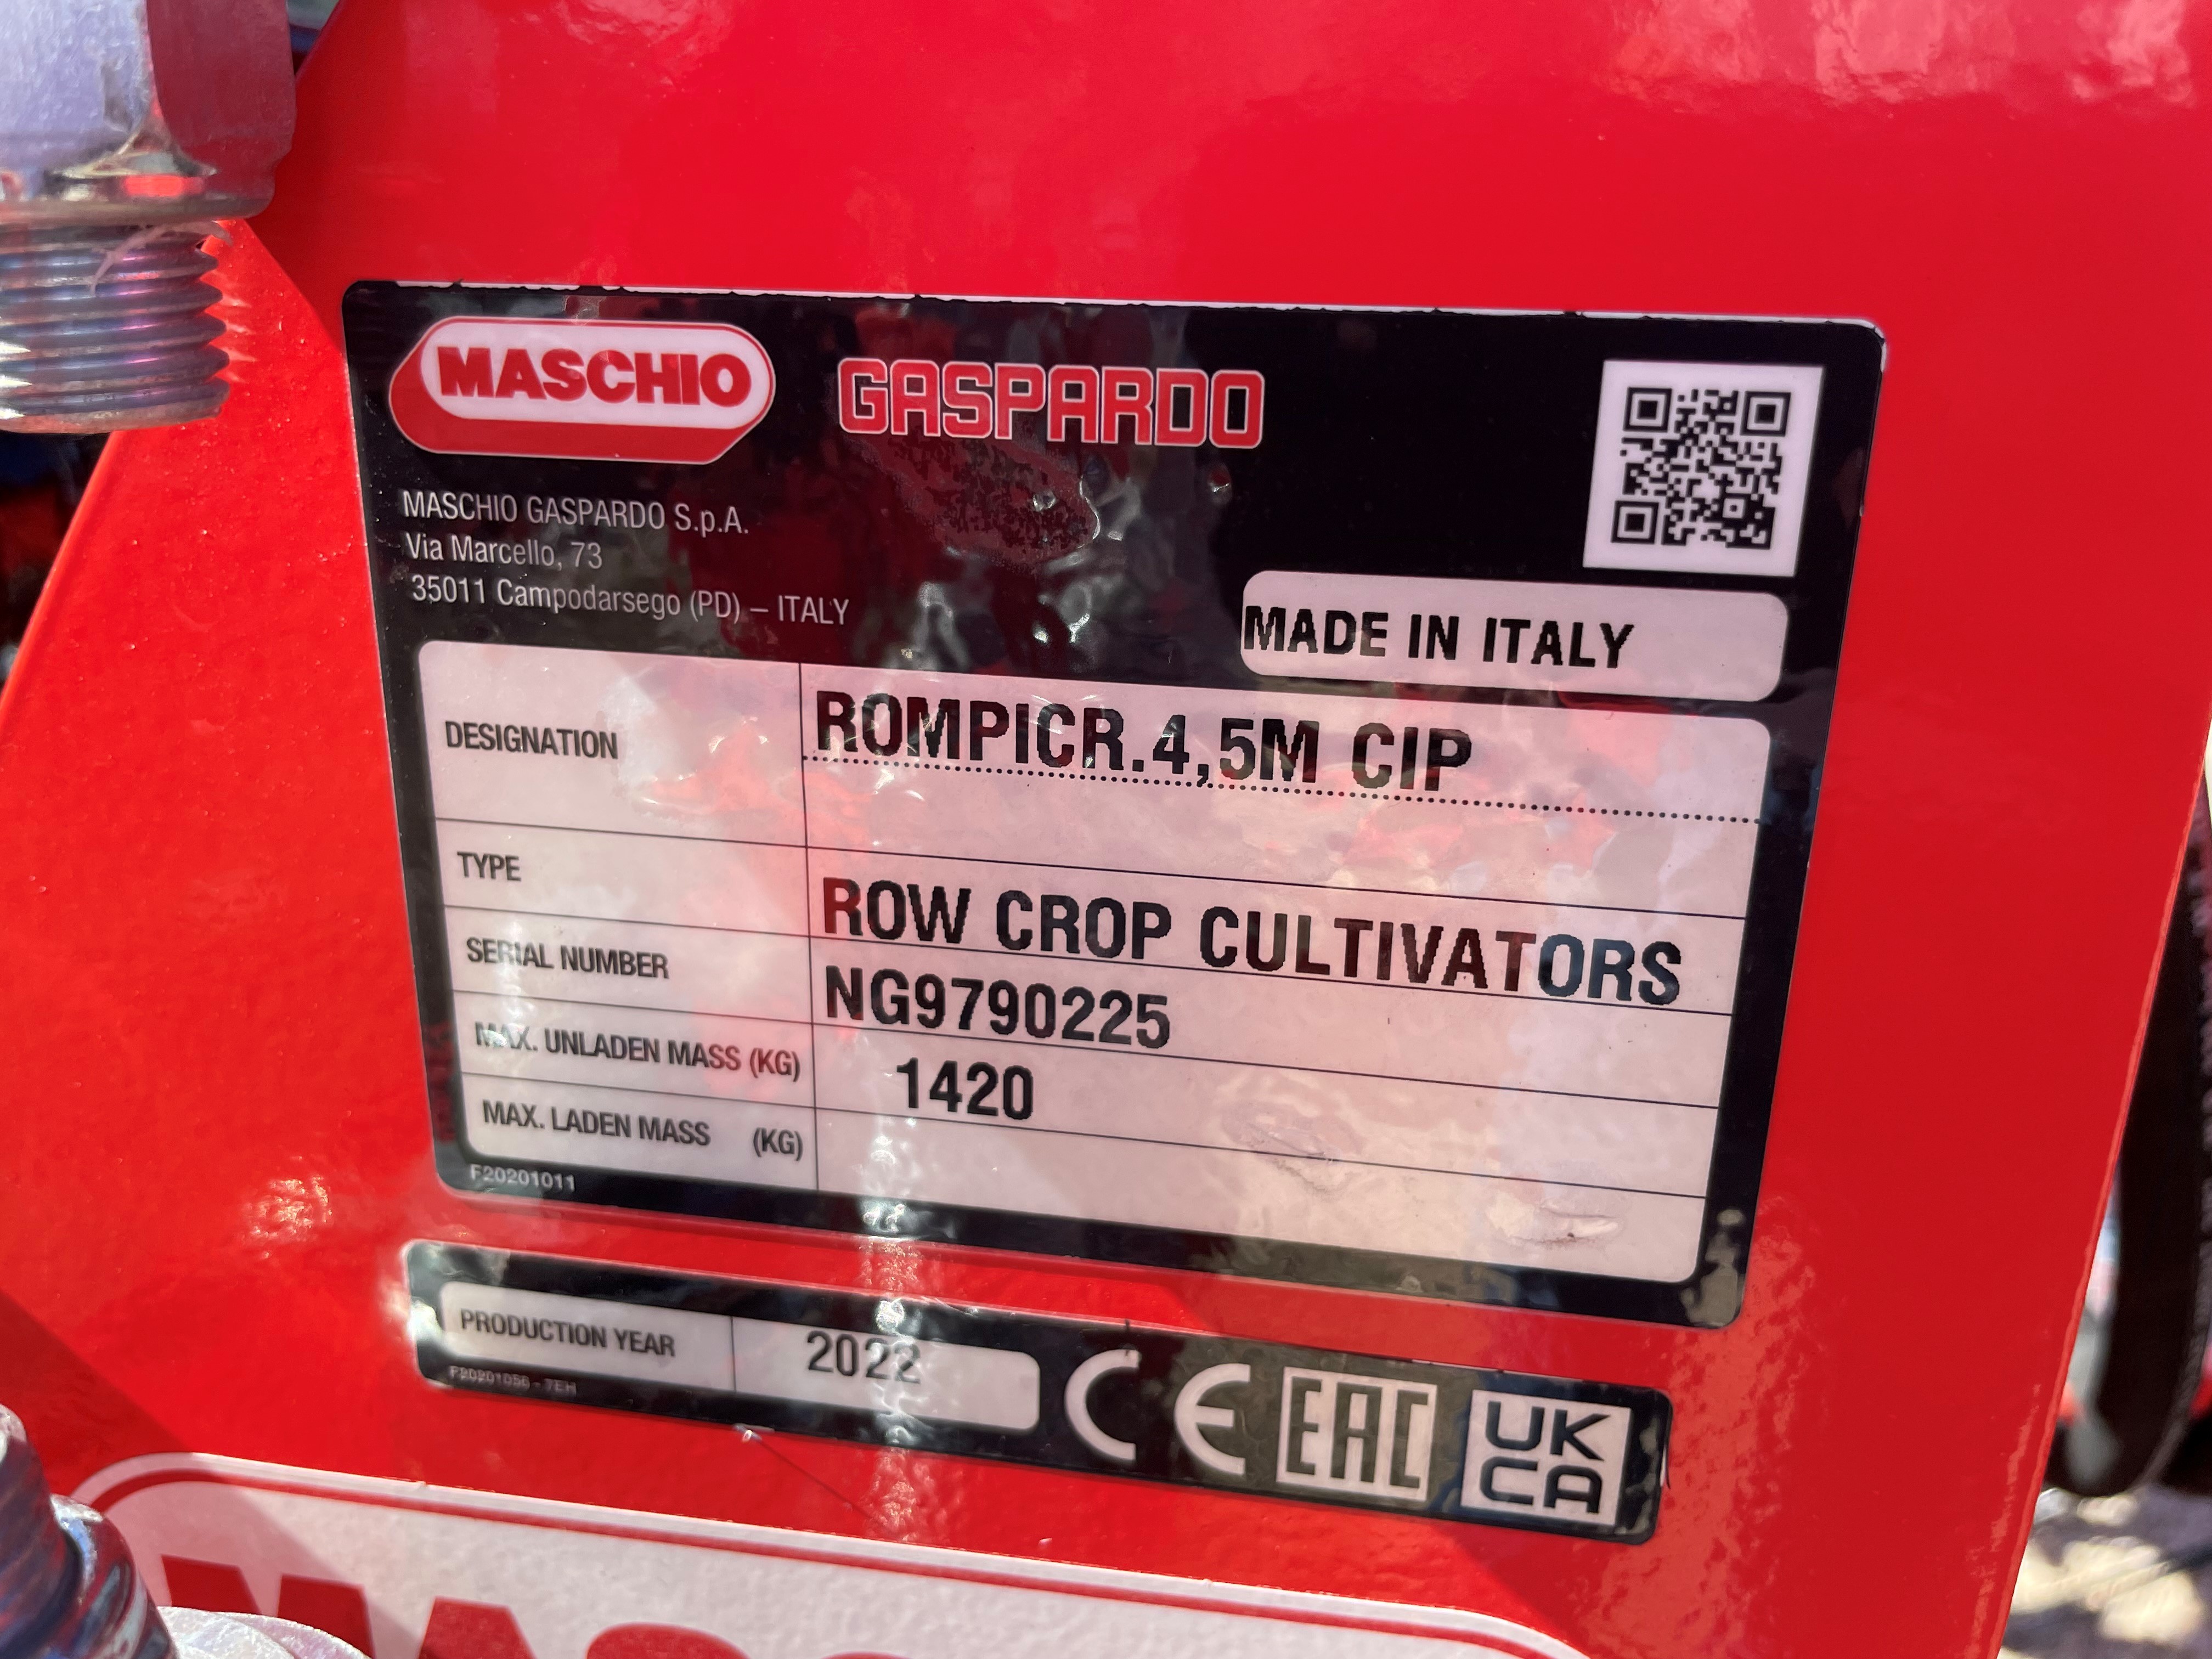 MASCHIO GASPARDO
MASCHIO GASPARDO S.p.A.
Via Marcello, 73
35011 Campodarsego (PD) – ITALY
MADE IN ITALY
DESIGNATION ROMPICR.4,5M CIP
TYPE ROW CROP CULTIVATORS
SERIAL NUMBER NG9790225
MAX. UNLADEN MASS (KG) 1420
MAX. LADEN MASS (KG)
F20201011
PRODUCTION YEAR 2022
F20201056 - 7EH
CE EAC UK
CA